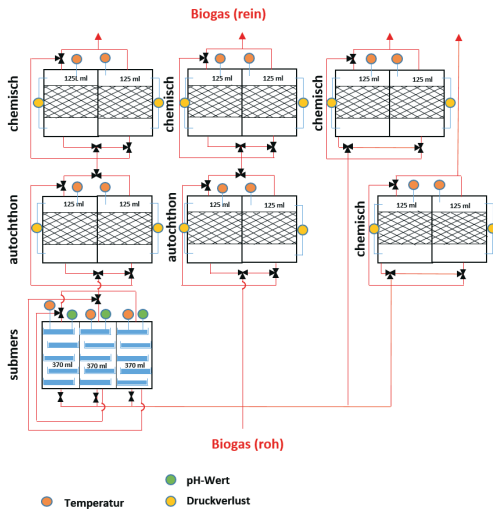 Biogas (rein)
chemisch
125L ml
125 ml
chemisch
125 ml
125 ml
chemisch
125 ml
125 ml
autochthon
125 ml
125 ml
autochthon
125 ml
125 ml
chemisch
125 ml
125 ml
submers
370 ml
370 ml
370 ml
Biogas (roh)
pH-Wert
Temperatur
Druckverlust